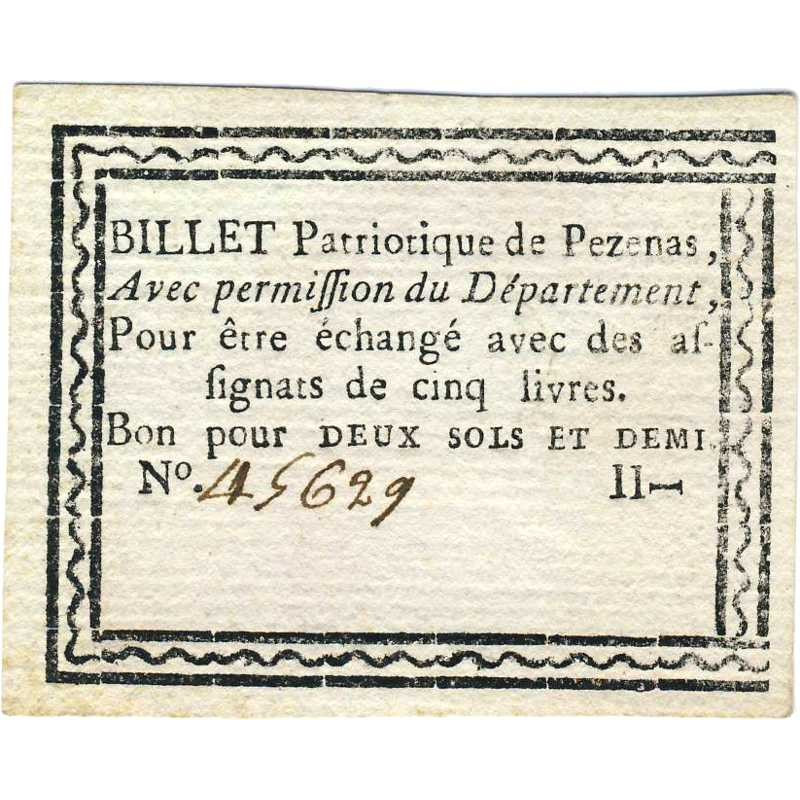 BILLET Patriotique de Pezenas,
Avec permiſſion du Département,
Pour être échangé avec des aſ-
ſignats de cinq livres.
Bon pour DEUX SOLS ET DEMI.
Nº. 45629 II